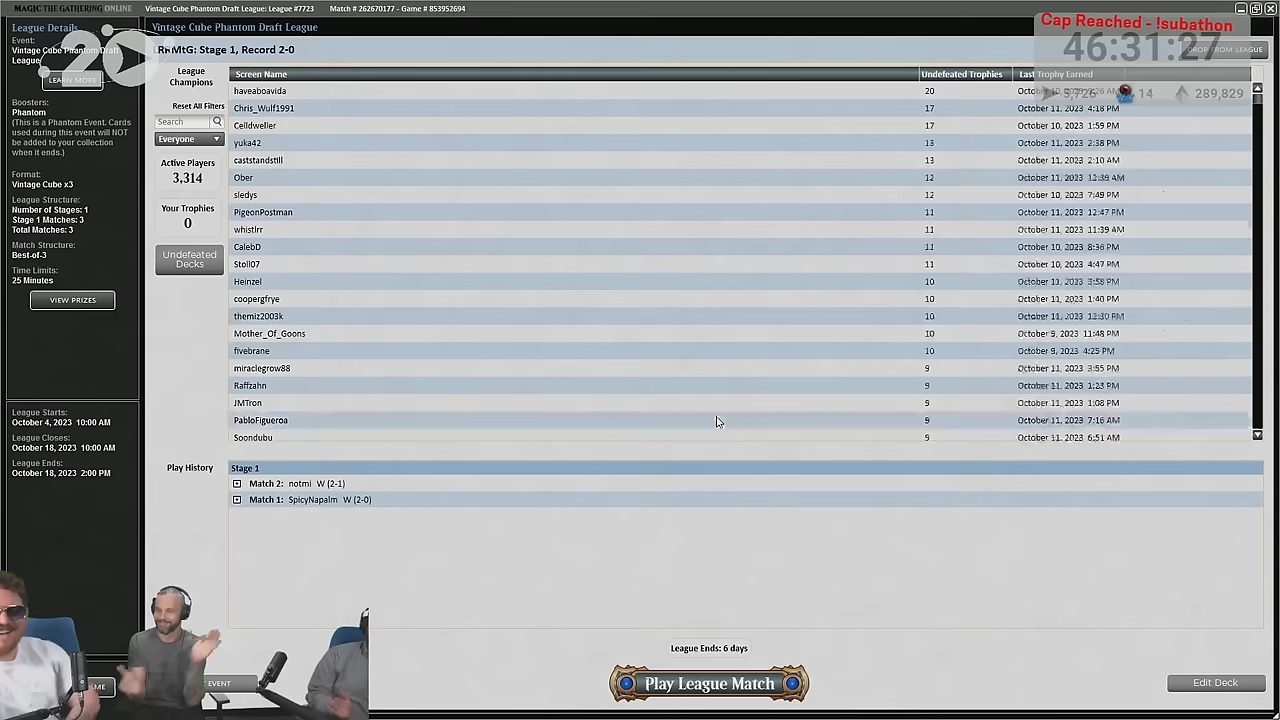 MAGIC THE GATHERING ONLINE
Vintage Cube Phantom Draft League: League #7723
Match # 262670177 - Game # 853952694
League Details
Event:
Vintage Cube Phantom Draft
League
LEARN MORE
Boosters:
Phantom
(This is a Phantom Event. Cards
used during this event will NOT
be added to your collection
when it ends.)
Format:
Vintage Cube x3
League Structure:
Number of Stages: 1
Stage 1 Matches: 3
Total Matches: 3
Match Structure:
Best-of-3
Time Limits:
25 Minutes
VIEW PRIZES
League Starts:
October 4, 2023 10:00 AM
League Closes:
October 18, 2023 10:00 AM
League Ends:
October 18, 2023 2:00 PM
Vintage Cube Phantom Draft League
LRRMtG: Stage 1, Record 2-0
Cap Reached - !subathon
46:31:27
DROP FROM LEAGUE
3,726 14 289,829
League
Champions
Reset All Filters
Search
Everyone
Active Players
3,314
Your Trophies
0
Undefeated
Decks
Screen Name Undefeated Trophies Last Trophy Earned
haveaboavida 20
Chris_Wulf1991 17 October 11, 2023 4:18 PM
Celldweller 17 October 10, 2023 1:59 PM
yuka42 13 October 11, 2023 2:38 PM
caststandstill 13 October 11, 2023 2:10 AM
Ober 12 October 11, 2023 12:39 AM
sledys 12 October 10, 2023 7:49 PM
PigeonPostman 11 October 11, 2023 12:47 PM
whistlrr 11 October 11, 2023 11:39 AM
CalebD 11 October 10, 2023 8:36 PM
Stoll07 11 October 10, 2023 4:47 PM
Heinzel 10 October 11, 2023 3:58 PM
coopergfrye 10 October 11, 2023 1:40 PM
themiz2003k 10 October 11, 2023 12:30 PM
Mother_Of_Goons 10 October 9, 2023 11:48 PM
fivebrane 10 October 9, 2023 4:25 PM
miraclegrow88 9 October 11, 2023 3:55 PM
Raffzahn 9 October 11, 2023 1:23 PM
JMTron 9 October 11, 2023 1:08 PM
PabloFigueroa 9 October 11, 2023 7:16 AM
Soondubu 9 October 11, 2023 6:51 AM
Play History
Stage 1
Match 2: notmi W (2-1)
Match 1: SpicyNapalm W (2-0)
League Ends: 6 days
Play League Match
Edit Deck
EVENT